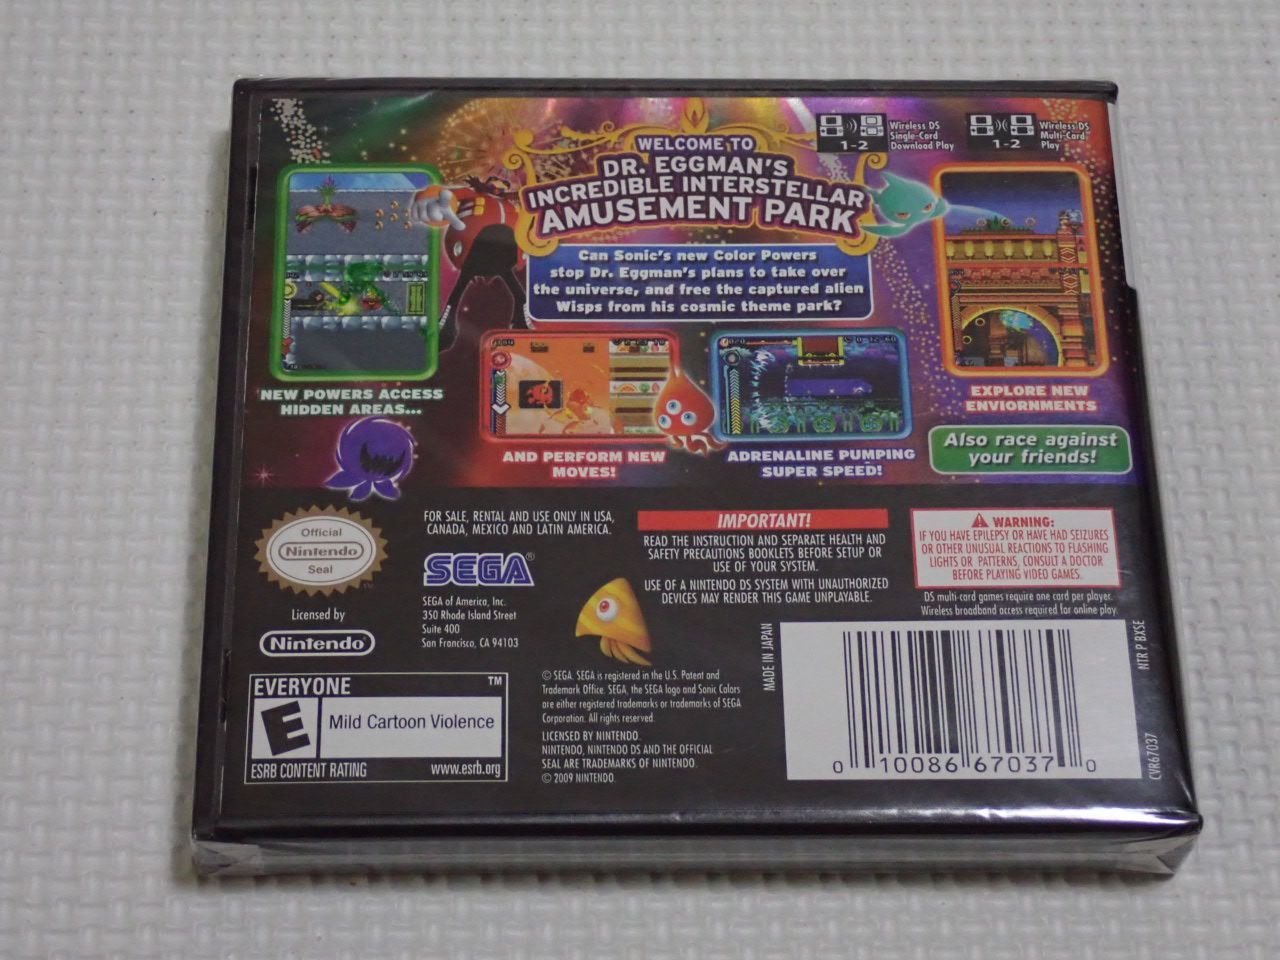 WELCOME TO
DR. EGGMAN'S
INCREDIBLE INTERSTELLAR
AMUSEMENT PARK
1-2
Wireless DS
Single-Card
Download Play
1-2
Wireless DS
Multi-Card
Play
Can Sonic's new Color Powers
stop Dr. Eggman's plans to take over
the universe, and free the captured alien
Wisps from his cosmic theme park?
NEW POWERS ACCESS
HIDDEN AREAS...
AND PERFORM NEW
MOVES!
ADRENALINE PUMPING
SUPER SPEED!
EXPLORE NEW
ENVIORNMENTS
Also race against
your friends!
Official
Nintendo
Seal
Licensed by
Nintendo
FOR SALE, RENTAL AND USE ONLY IN USA,
CANADA, MEXICO AND LATIN AMERICA.
SEGA®
SEGA of America, Inc.
350 Rhode Island Street
Suite 400
San Francisco, CA 94103
IMPORTANT!
READ THE INSTRUCTION AND SEPARATE HEALTH AND
SAFETY PRECAUTIONS BOOKLETS BEFORE SETUP OR
USE OF YOUR SYSTEM.
USE OF A NINTENDO DS SYSTEM WITH UNAUTHORIZED
DEVICES MAY RENDER THIS GAME UNPLAYABLE.
WARNING:
IF YOU HAVE EPILEPSY OR HAVE HAD SEIZURES
OR OTHER UNUSUAL REACTIONS TO FLASHING
LIGHTS OR PATTERNS, CONSULT A DOCTOR
BEFORE PLAYING VIDEO GAMES.
DS multi-card games require one card per player.
Wireless broadband access required for online play.
EVERYONE
TM
E
Mild Cartoon Violence
ESRB CONTENT RATING
www.esrb.org
© SEGA. SEGA is registered in the U.S. Patent and
Trademark Office. SEGA, the SEGA logo and Sonic Colors
are either registered trademarks or trademarks of SEGA
Corporation. All rights reserved.
LICENSED BY NINTENDO.
NINTENDO, NINTENDO DS AND THE OFFICIAL
SEAL ARE TRADEMARKS OF NINTENDO.
© 2009 NINTENDO.
MADE IN JAPAN
0 10086 67037 0
NTR P BXSE
CVR67037